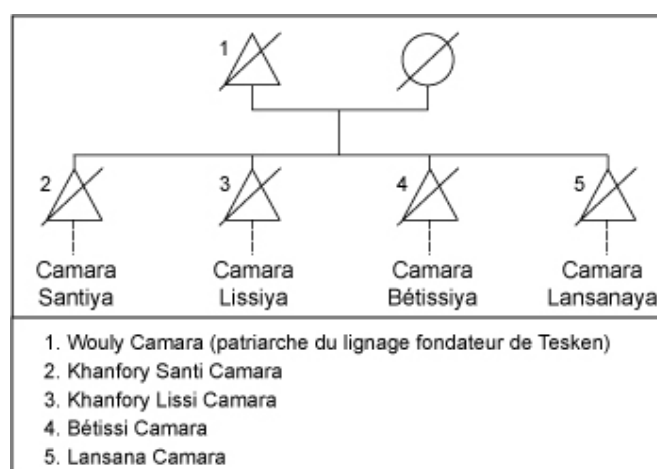 1
2
3
4
5
Camara
Santiya
Camara
Lissiya
Camara
Bétissiya
Camara
Lansanaya
1. Wouly Camara (patriarche du lignage fondateur de Tesken)
2. Khanfory Santi Camara
3. Khanfory Lissi Camara
4. Bétissi Camara
5. Lansana Camara